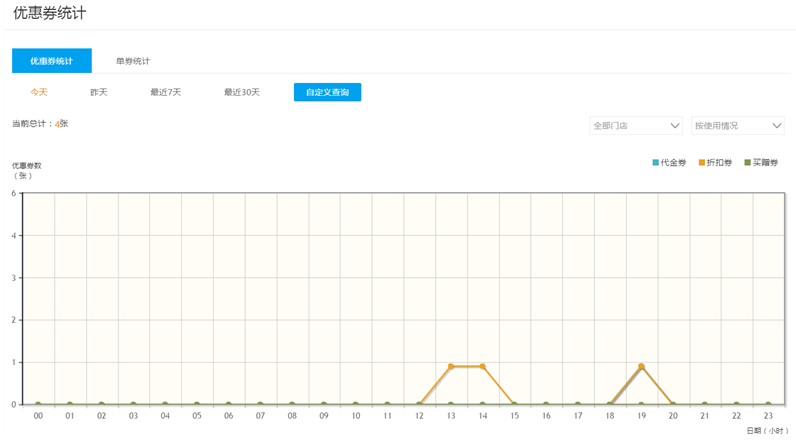 优惠券统计
优惠券统计 单券统计
今天 昨天 最近7天 最近30天 自定义查询
当前总计：4张 全部门店 按使用情况
优惠券数
（张） 代金券 折扣券 买赠券
6
4
3
2
1
0
00 01 02 03 04 05 06 07 08 09 10 11 12 13 14 15 16 17 18 19 20 21 22 23
日期（小时）